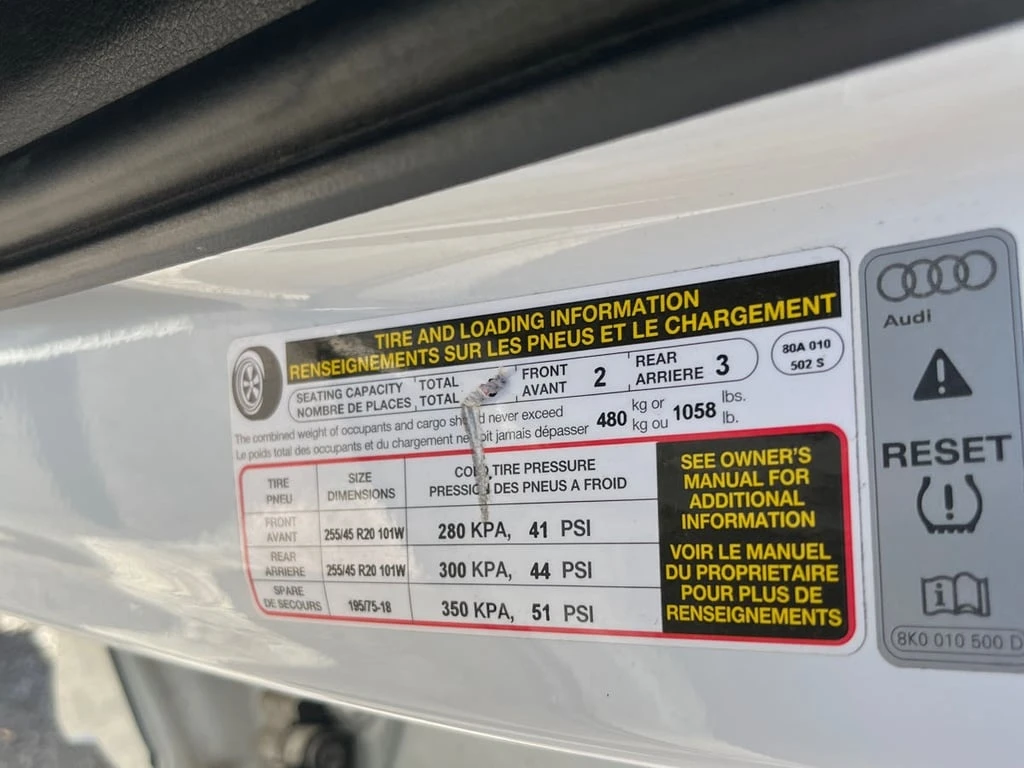 TIRE AND LOADING INFORMATION
RENSEIGNEMENTS SUR LES PNEUS ET LE CHARGEMENT
SEATING CAPACITY TOTAL FRONT 2 REAR 3
NOMBRE DE PLACES TOTAL AVANT ARRIERE
80A 010
502 S
The combined weight of occupants and cargo never exceed 480 kg or 1058 lbs.
Le poids total des occupants et du chargement jamais dépasser kg ou lb.
TIRE SIZE TIRE PRESSURE
PNEU DIMENSIONS DES PNEUS A FROID
FRONT
AVANT 255/45 R20 101W 280 KPA, 41 PSI
REAR
ARRIERE 255/45 R20 101W 300 KPA, 44 PSI
SPARE
DE SECOURS 195/75-18 350 KPA, 51 PSI
SEE OWNER'S
MANUAL FOR
ADDITIONAL
INFORMATION
VOIR LE MANUEL
DU PROPRIETAIRE
POUR PLUS DE
RENSEIGNEMENTS
Audi
RESET
8K0 010 500 D